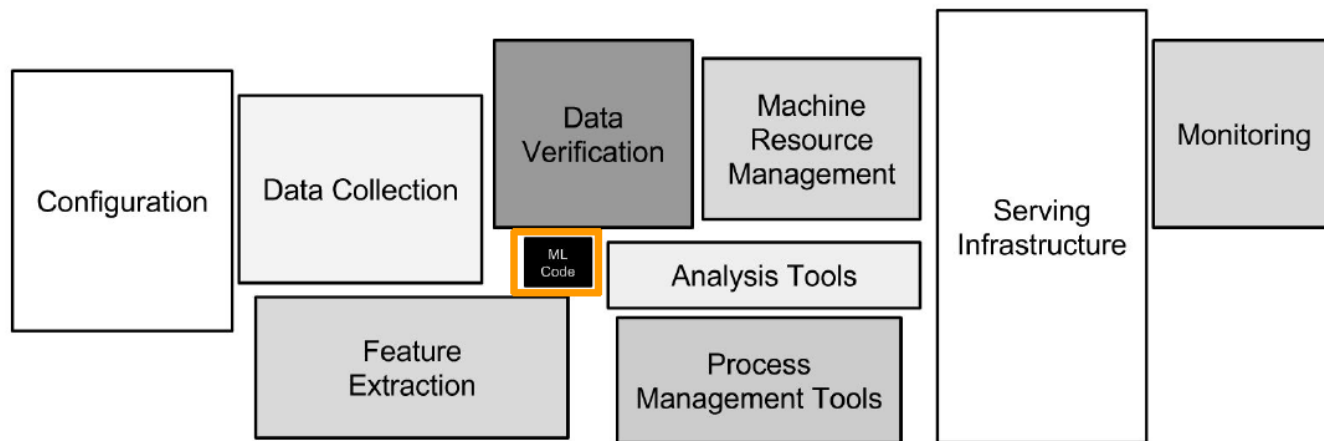 Configuration
Data Collection
Data
Verification
Machine
Resource
Management
Monitoring
Serving
Infrastructure
ML
Code
Analysis Tools
Feature
Extraction
Process
Management Tools